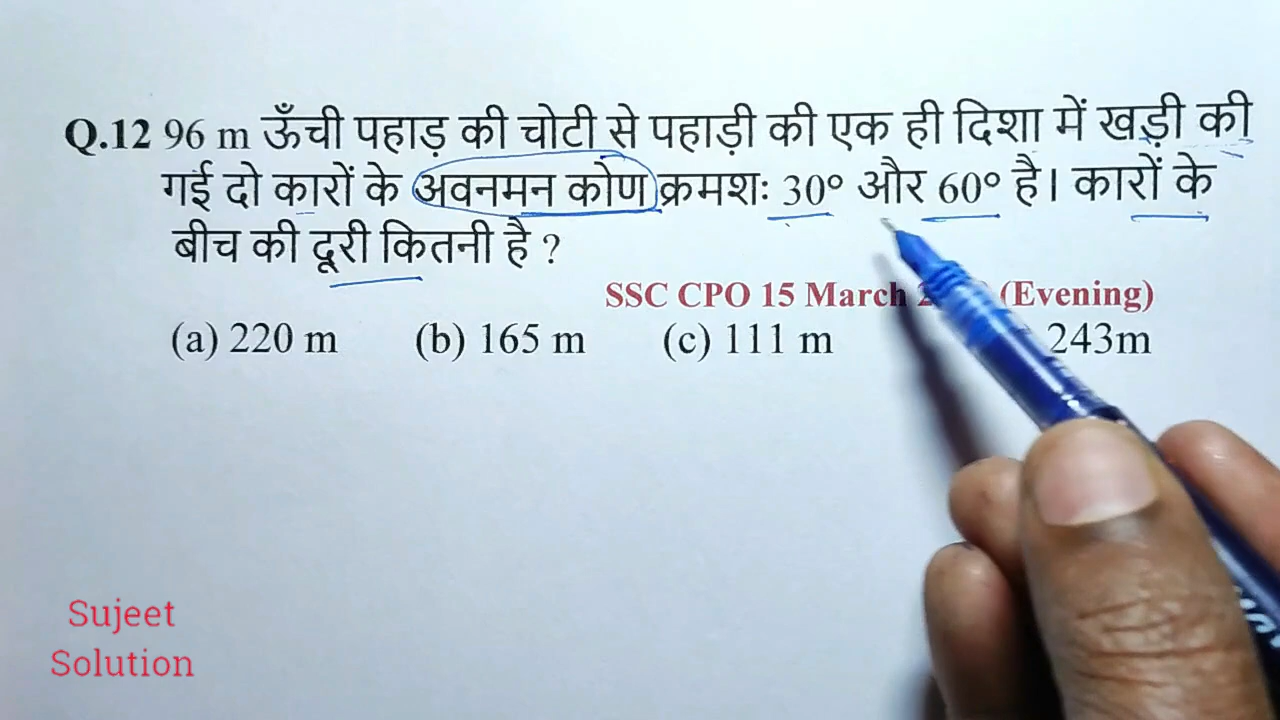 Q.12 96 m ऊँची पहाड़ की चोटी से पहाड़ी की एक ही दिशा में खड़ी की
गई दो कारों के अवनमन कोण क्रमशः 30° और 60° है। कारों के
बीच की दूरी कितनी है ?
SSC CPO 15 March (Evening)
(a) 220 m (b) 165 m (c) 111 m 243m
Sujeet
Solution